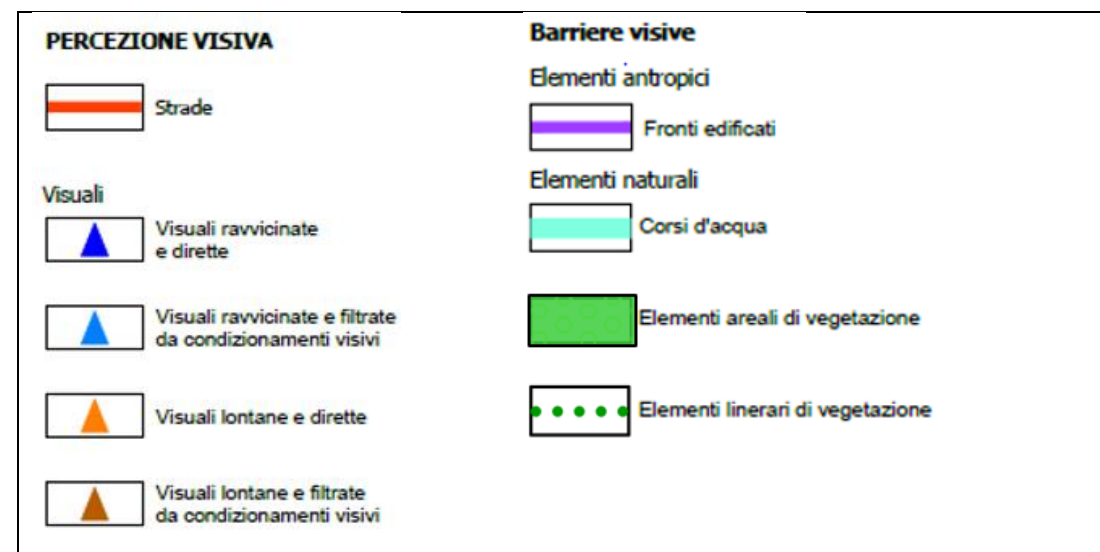 PERCEZIONE VISIVA
Strade
Visuali
Visuali ravvicinate
e dirette
Visuali ravvicinate e filtrate
da condizionamenti visivi
Visuali lontane e dirette
Visuali lontane e filtrate
da condizionamenti visivi
Barriere visive
Elementi antropici
Fronti edificati
Elementi naturali
Corsi d'acqua
Elementi areali di vegetazione
Elementi linerari di vegetazione